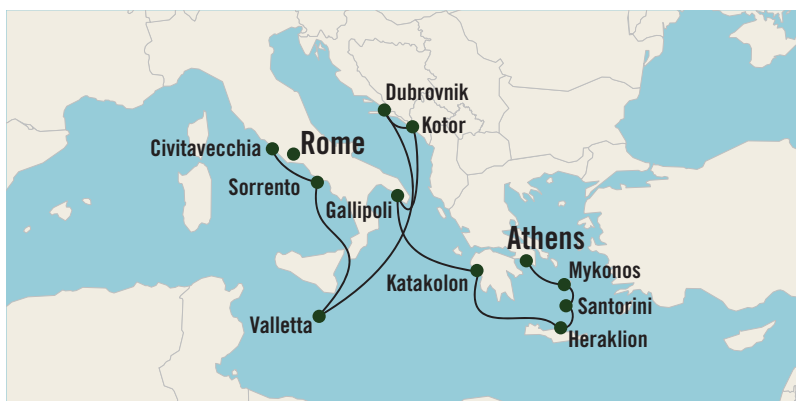 Dubrovnik
Kotor
Civitavecchia
Rome
Sorrento
Gallipoli
Athens
Katakolon
Mykonos
Santorini
Valletta
Heraklion